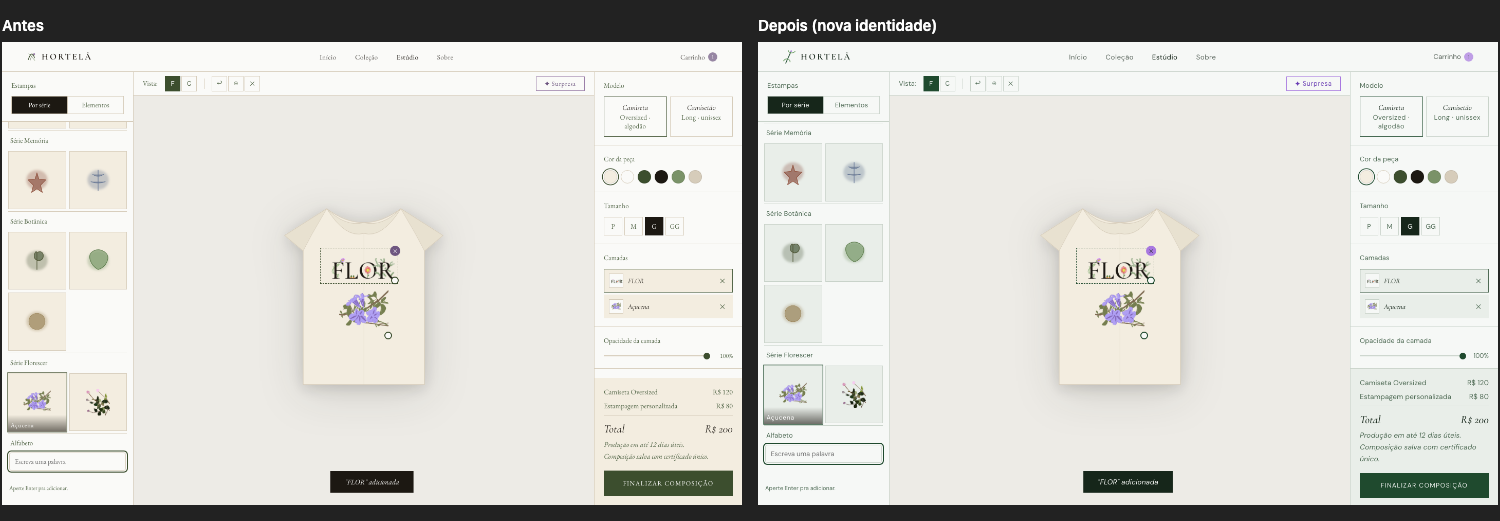 Antes
HORTELÃ
Início Coleção Estúdio Sobre
Carrinho
Estampas
Por série Elementos
Série Memória
Série Botânica
Série Florescer
Açucena
Alfabeto
Escreva uma palavra
Aperte Enter pra adicionar
Vista: F C
✦ Surpresa
FLOR
"FLOR" adicionada
Modelo
Camiseta
Oversized ·
algodão
Camisetão
Long · unissex
Cor da peça
Tamanho
P M G GG
Camadas
FLOR
Açucena
Opacidade da camada
100%
Camiseta Oversized R$ 120
Estampagem personalizada R$ 80
Total R$ 200
Produção em até 12 dias úteis.
Composição salva com certificado único.
FINALIZAR COMPOSIÇÃO
Depois (nova identidade)
HORTELÃ
Início Coleção Estúdio Sobre
Carrinho
Estampas
Por série Elementos
Série Memória
Série Botânica
Série Florescer
Açucena
Alfabeto
Escreva uma palavra
Aperte Enter pra adicionar
Vista: F C
✦ Surpresa
FLOR
"FLOR" adicionada
Modelo
Camiseta
Oversized ·
algodão
Camisetão
Long · unissex
Cor da peça
Tamanho
P M G GG
Camadas
FLOR
Açucena
Opacidade da camada
100%
Camiseta Oversized R$ 120
Estampagem personalizada R$ 80
Total R$ 200
Produção em até 12 dias úteis.
Composição salva com certificado
único.
FINALIZAR COMPOSIÇÃO